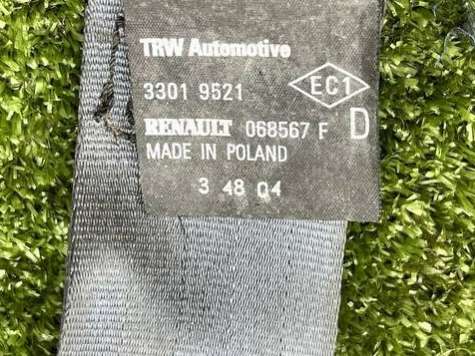 TRW Automotive
3301 9521
EC1
RENAULT 068567 F D
MADE IN POLAND
3 48 04